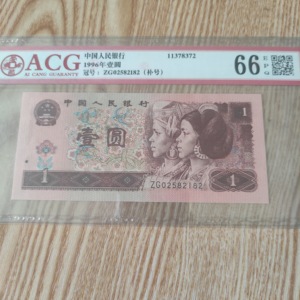 ACG
AI CANG GUARANTY
中国人民银行
1996年壹圆
冠号: ZG02582182 (补号)
11378372
66 E
P
Q
中国人民银行
1
壹圆
1
1
ZG02582182